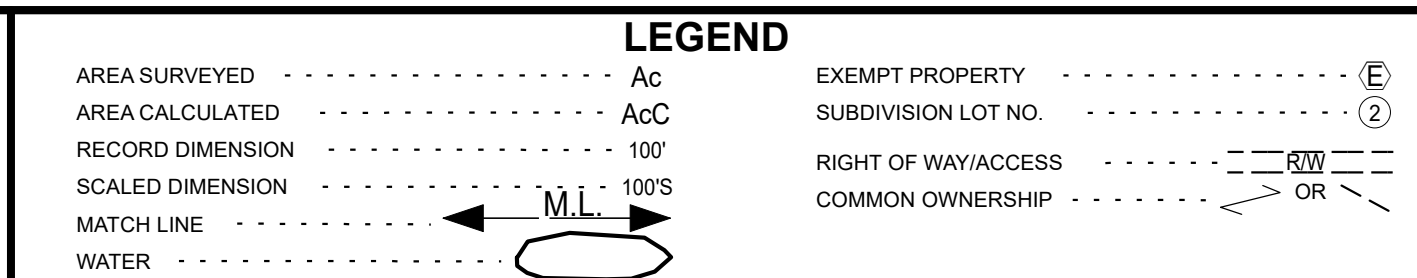 LEGEND
AREA SURVEYED - - - - - - - - - - - - - - - - Ac
AREA CALCULATED - - - - - - - - - - - - - - AcC
RECORD DIMENSION - - - - - - - - - - - - - - 100'
SCALED DIMENSION - - - - - - - - - - - - - - 100'S
MATCH LINE - - - - - - - - - - M.L.
WATER - - - - - - - - - - - - - - - -
EXEMPT PROPERTY - - - - - - - - - - - - - - E
SUBDIVISION LOT NO. - - - - - - - - - - - - - 2
RIGHT OF WAY/ACCESS - - - - - - R/W
COMMON OWNERSHIP - - - - - - - OR